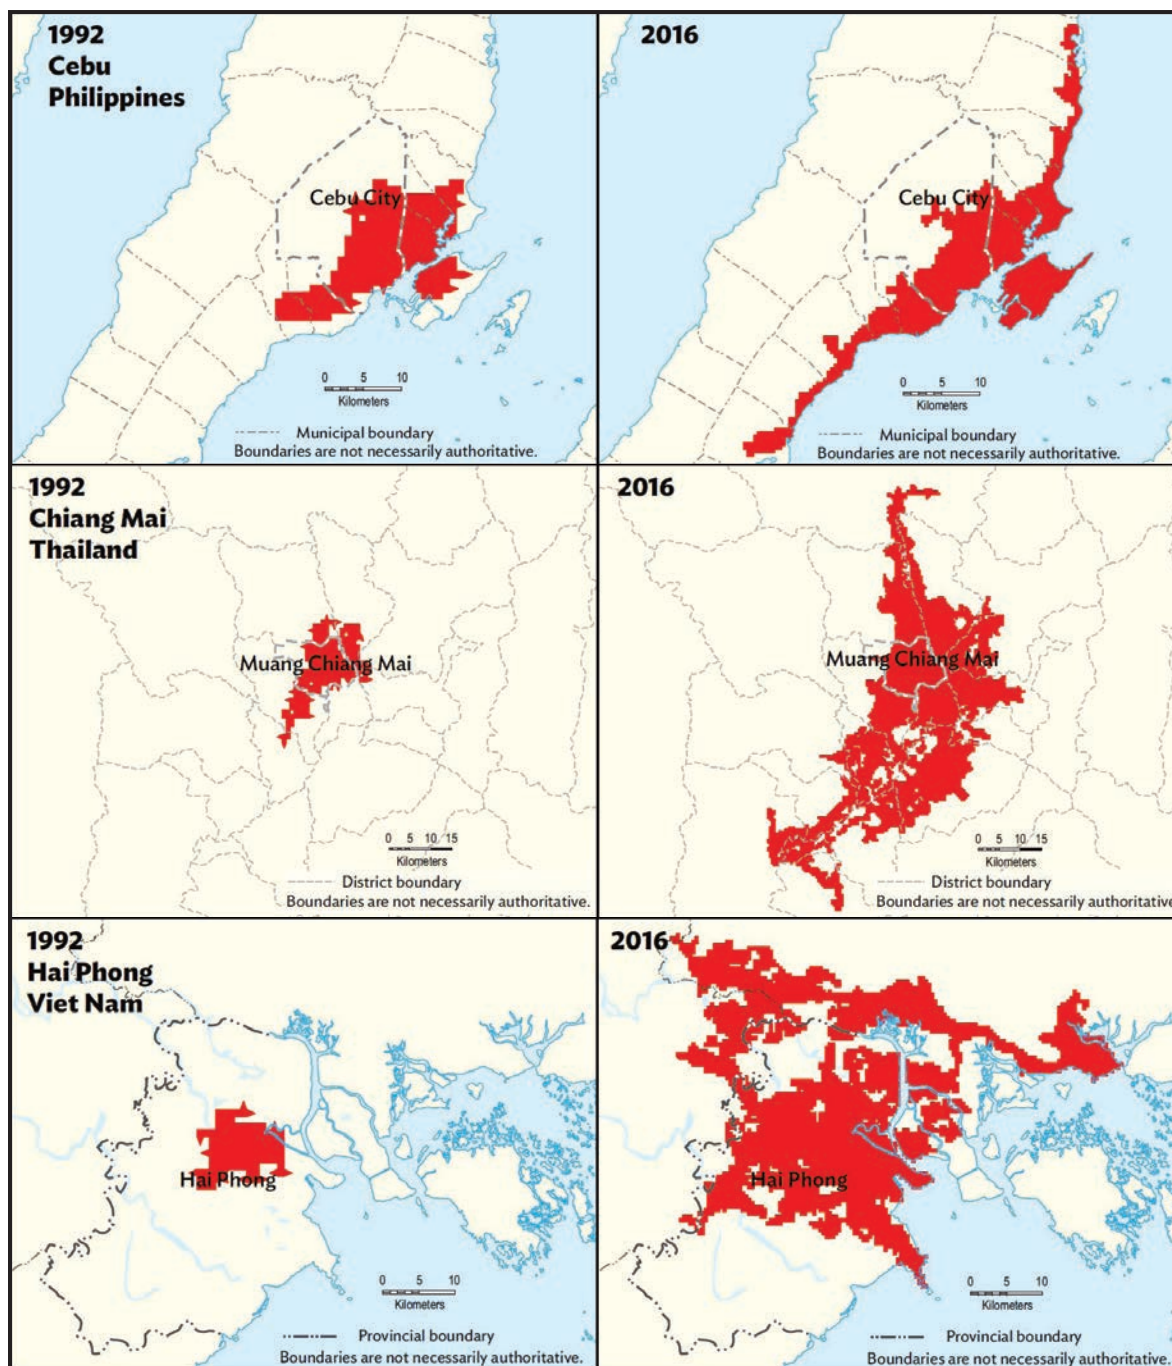 1992
Cebu
Philippines
Cebu City
0 5 10
Kilometers
Municipal boundary
Boundaries are not necessarily authoritative.
2016
Cebu City
0 5 10
Kilometers
Municipal boundary
Boundaries are not necessarily authoritative.
1992
Chiang Mai
Thailand
Muang Chiang Mai
0 5 10 15
Kilometers
District boundary
Boundaries are not necessarily authoritative.
2016
Muang Chiang Mai
0 5 10 15
Kilometers
District boundary
Boundaries are not necessarily authoritative
1992
Hai Phong
Viet Nam
Hai Phong
0 5 10
Kilometers
Provincial boundary
Boundaries are not necessarily authoritative.
2016
Hai Phong
0 5 10
Kilometers
Provincial boundary
Boundaries are not necessarily authoritative.